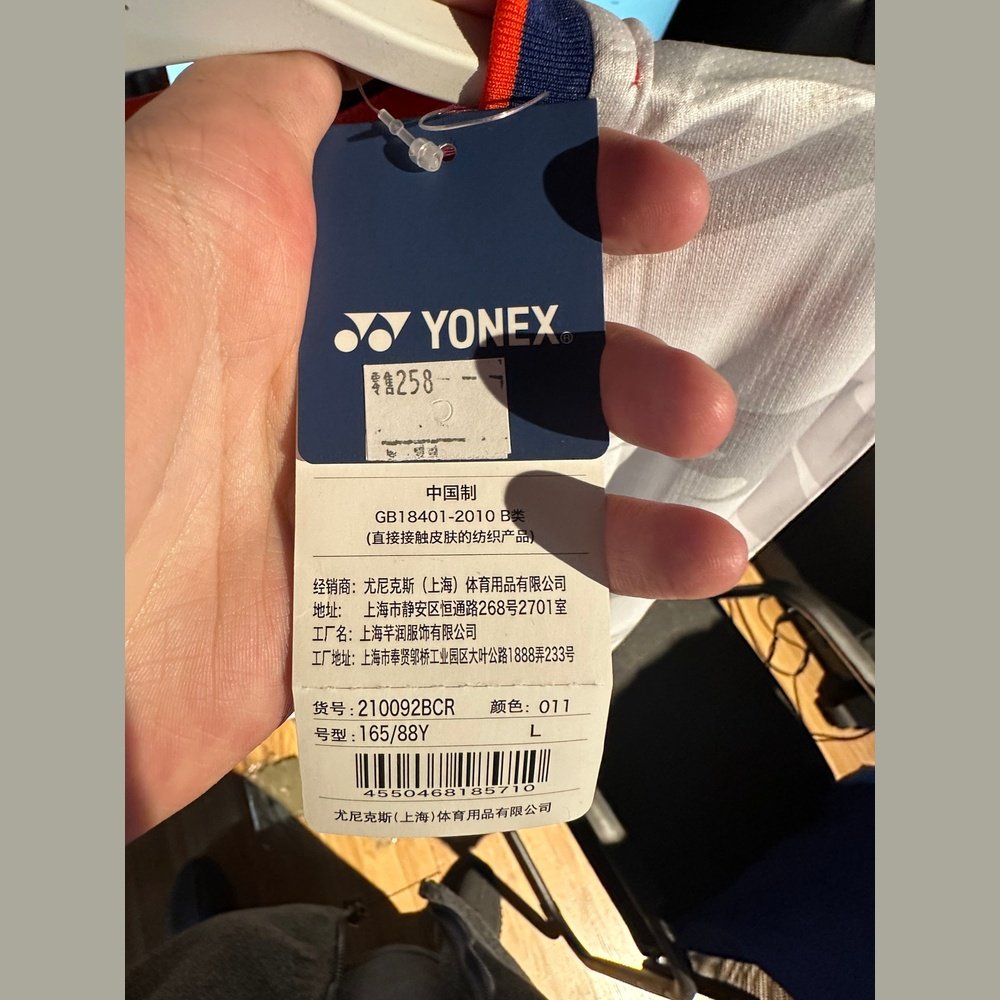 YONEX®
零售258
中国制
GB18401-2010 B类
(直接接触皮肤的纺织产品)
经销商：尤尼克斯（上海）体育用品有限公司
地址： 上海市静安区恒通路268号2701室
工厂名：上海芊润服饰有限公司
工厂地址：上海市奉贤邬桥工业园区大叶公路1888弄233号
货号：210092BCR 颜色：011
号型：165/88Y L
4550468185710
尤尼克斯(上海)体育用品有限公司